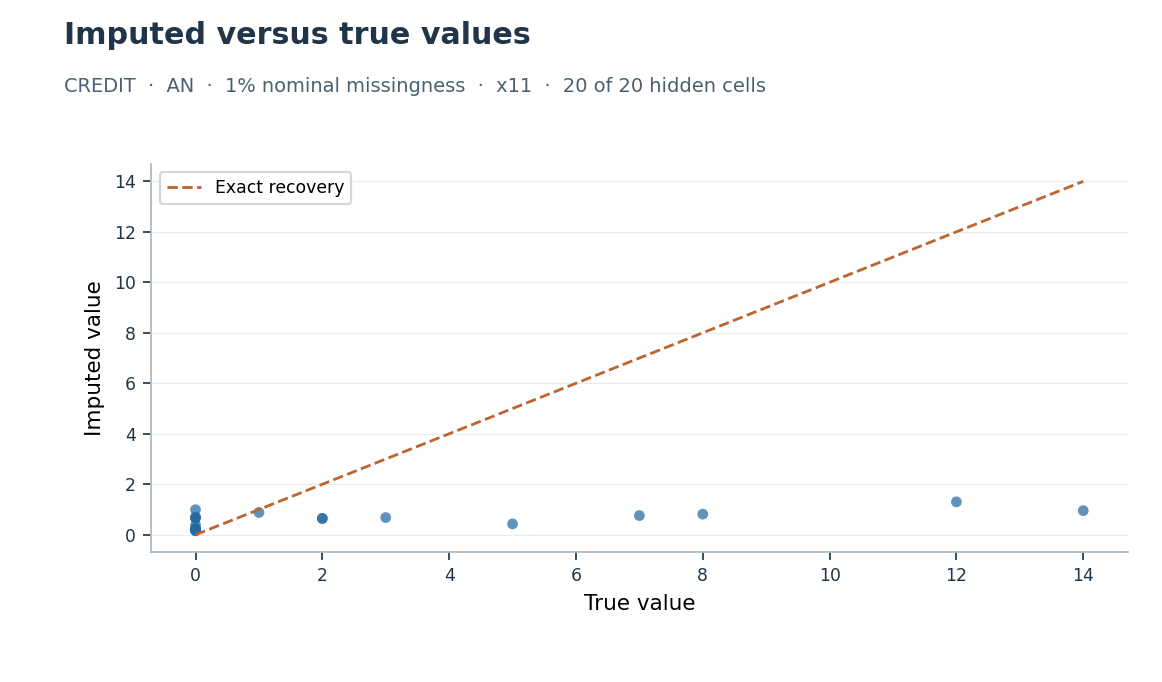 Imputed versus true values
CREDIT · AN · 1% nominal missingness · x11 · 20 of 20 hidden cells
Exact recovery
14
12
10
8
6
4
2
0
Imputed value
0 2 4 6 8 10 12 14
True value